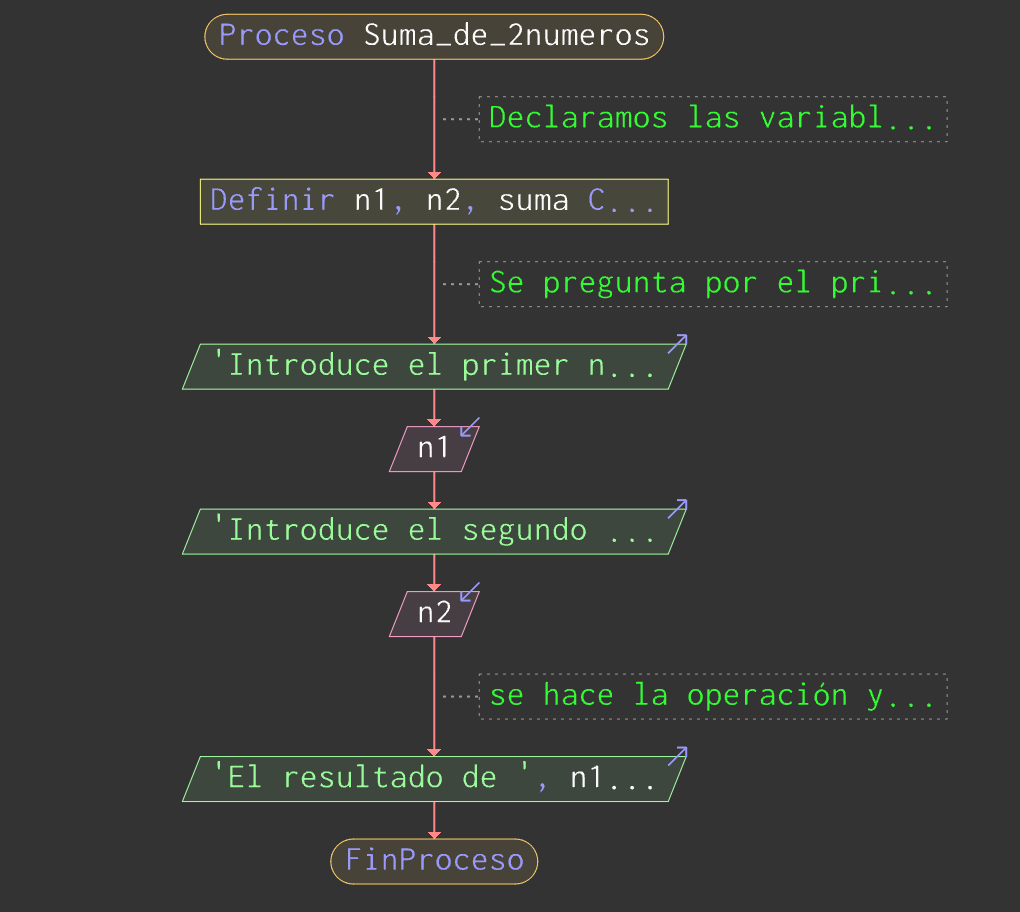 Proceso Suma_de_2numeros
Declaramos las variabl...
Definir n1, n2, suma C...
Se pregunta por el pri...
'Introduce el primer n...
n1
'Introduce el segundo ...
n2
se hace la operación y...
'El resultado de ', n1...
FinProceso